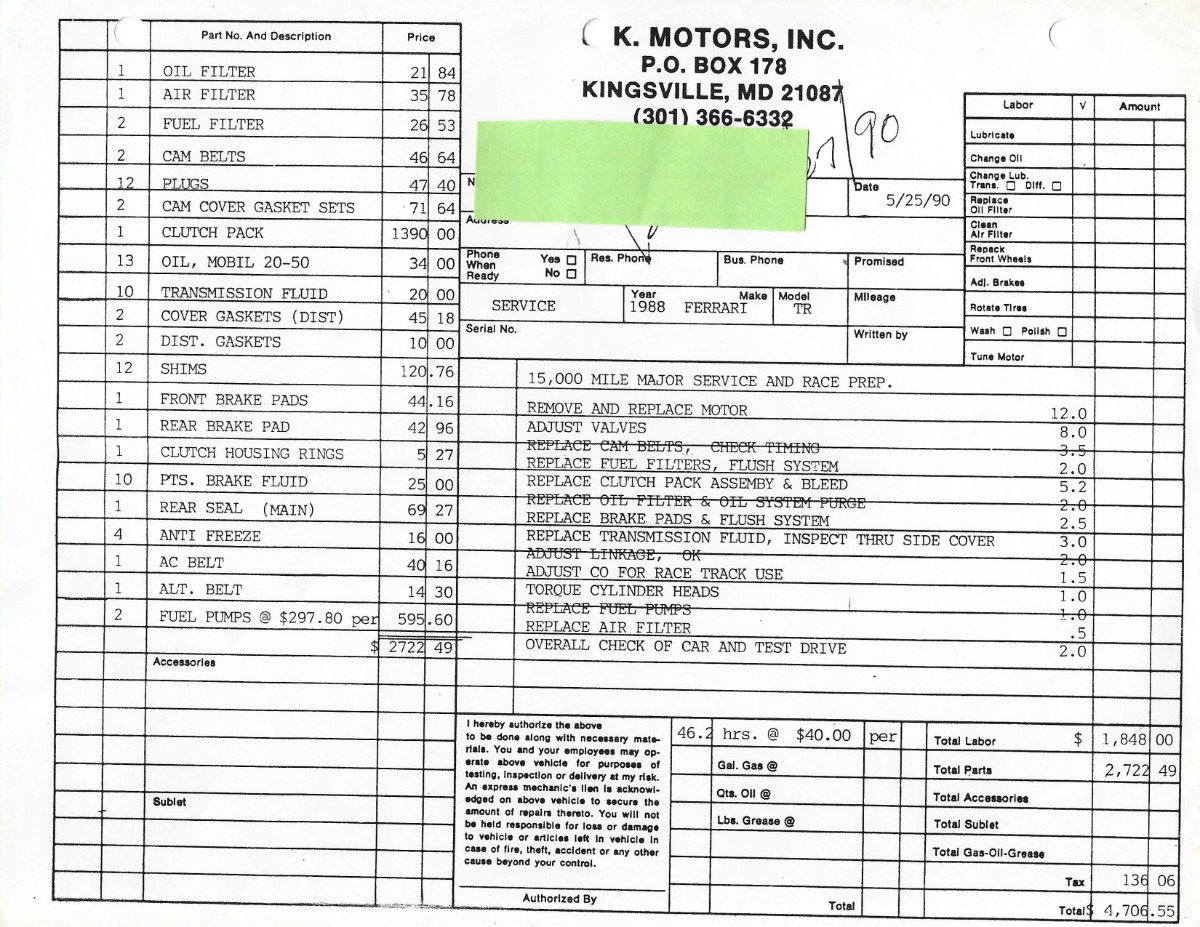 K. MOTORS, INC.
P.O. BOX 178
KINGSVILLE, MD 21087
(301) 366-6332
90
Part No. And Description Price
1 OIL FILTER 21 84
1 AIR FILTER 35 78
2 FUEL FILTER 26 53
2 CAM BELTS 46 64
12 PLUGS 47 40
2 CAM COVER GASKET SETS 71 64
1 CLUTCH PACK 1390 00
13 OIL, MOBIL 20-50 34 00
10 TRANSMISSION FLUID 20 00
2 COVER GASKETS (DIST) 45 18
2 DIST. GASKETS 10 00
12 SHIMS 120.76
1 FRONT BRAKE PADS 44.16
1 REAR BRAKE PAD 42 96
1 CLUTCH HOUSING RINGS 5 27
10 PTS. BRAKE FLUID 25 00
1 REAR SEAL (MAIN) 69 27
4 ANTI FREEZE 16 00
1 AC BELT 40 16
1 ALT. BELT 14 30
2 FUEL PUMPS @ $297.80 per 595.60
$ 2722 49
Accessories
Sublet
N
Date
5/25/90
Address
Phone When Ready Yes No
Res. Phone
Bus. Phone
Promised
SERVICE
Year
1988
Make
FERRARI
Model
TR
Mileage
Serial No.
Written by
Labor √ Amount
Lubricate
Change Oil
Change Lub.
Trans. Diff.
Replace
Oil Filter
Clean
Air Filter
Repack
Front Wheels
Adj. Brakes
Rotate Tires
Wash Polish
Tune Motor
15,000 MILE MAJOR SERVICE AND RACE PREP.
REMOVE AND REPLACE MOTOR 12.0
ADJUST VALVES 8.0
REPLACE CAM BELTS, CHECK TIMING 3.5
REPLACE FUEL FILTERS, FLUSH SYSTEM 2.0
REPLACE CLUTCH PACK ASSEMBY & BLEED 5.2
REPLACE OIL FILTER & OIL SYSTEM PURGE 2.0
REPLACE BRAKE PADS & FLUSH SYSTEM 2.5
REPLACE TRANSMISSION FLUID, INSPECT THRU SIDE COVER 3.0
ADJUST LINKAGE, OK 2.0
ADJUST CO FOR RACE TRACK USE 1.5
TORQUE CYLINDER HEADS 1.0
REPLACE FUEL PUMPS 1.0
REPLACE AIR FILTER .5
OVERALL CHECK OF CAR AND TEST DRIVE 2.0
I hereby authorize the above
to be done along with necessary mate-
rials. You and your employees may op-
erate above vehicle for purposes of
testing, inspection or delivery at my risk.
An express mechanic's lien is acknowl-
edged on above vehicle to secure the
amount of repairs thereto. You will not
be held responsible for loss or damage
to vehicle or articles left in vehicle in
case of fire, theft, accident or any other
cause beyond your control.
Authorized By
46.2 hrs. @ $40.00 per
Gal. Gas @
Qts. Oil @
Lbs. Grease @
Total
Total Labor $ 1,848 00
Total Parts 2,722 49
Total Accessories
Total Sublet
Total Gas-Oil-Grease
Tax 136 06
Total $ 4,706.55